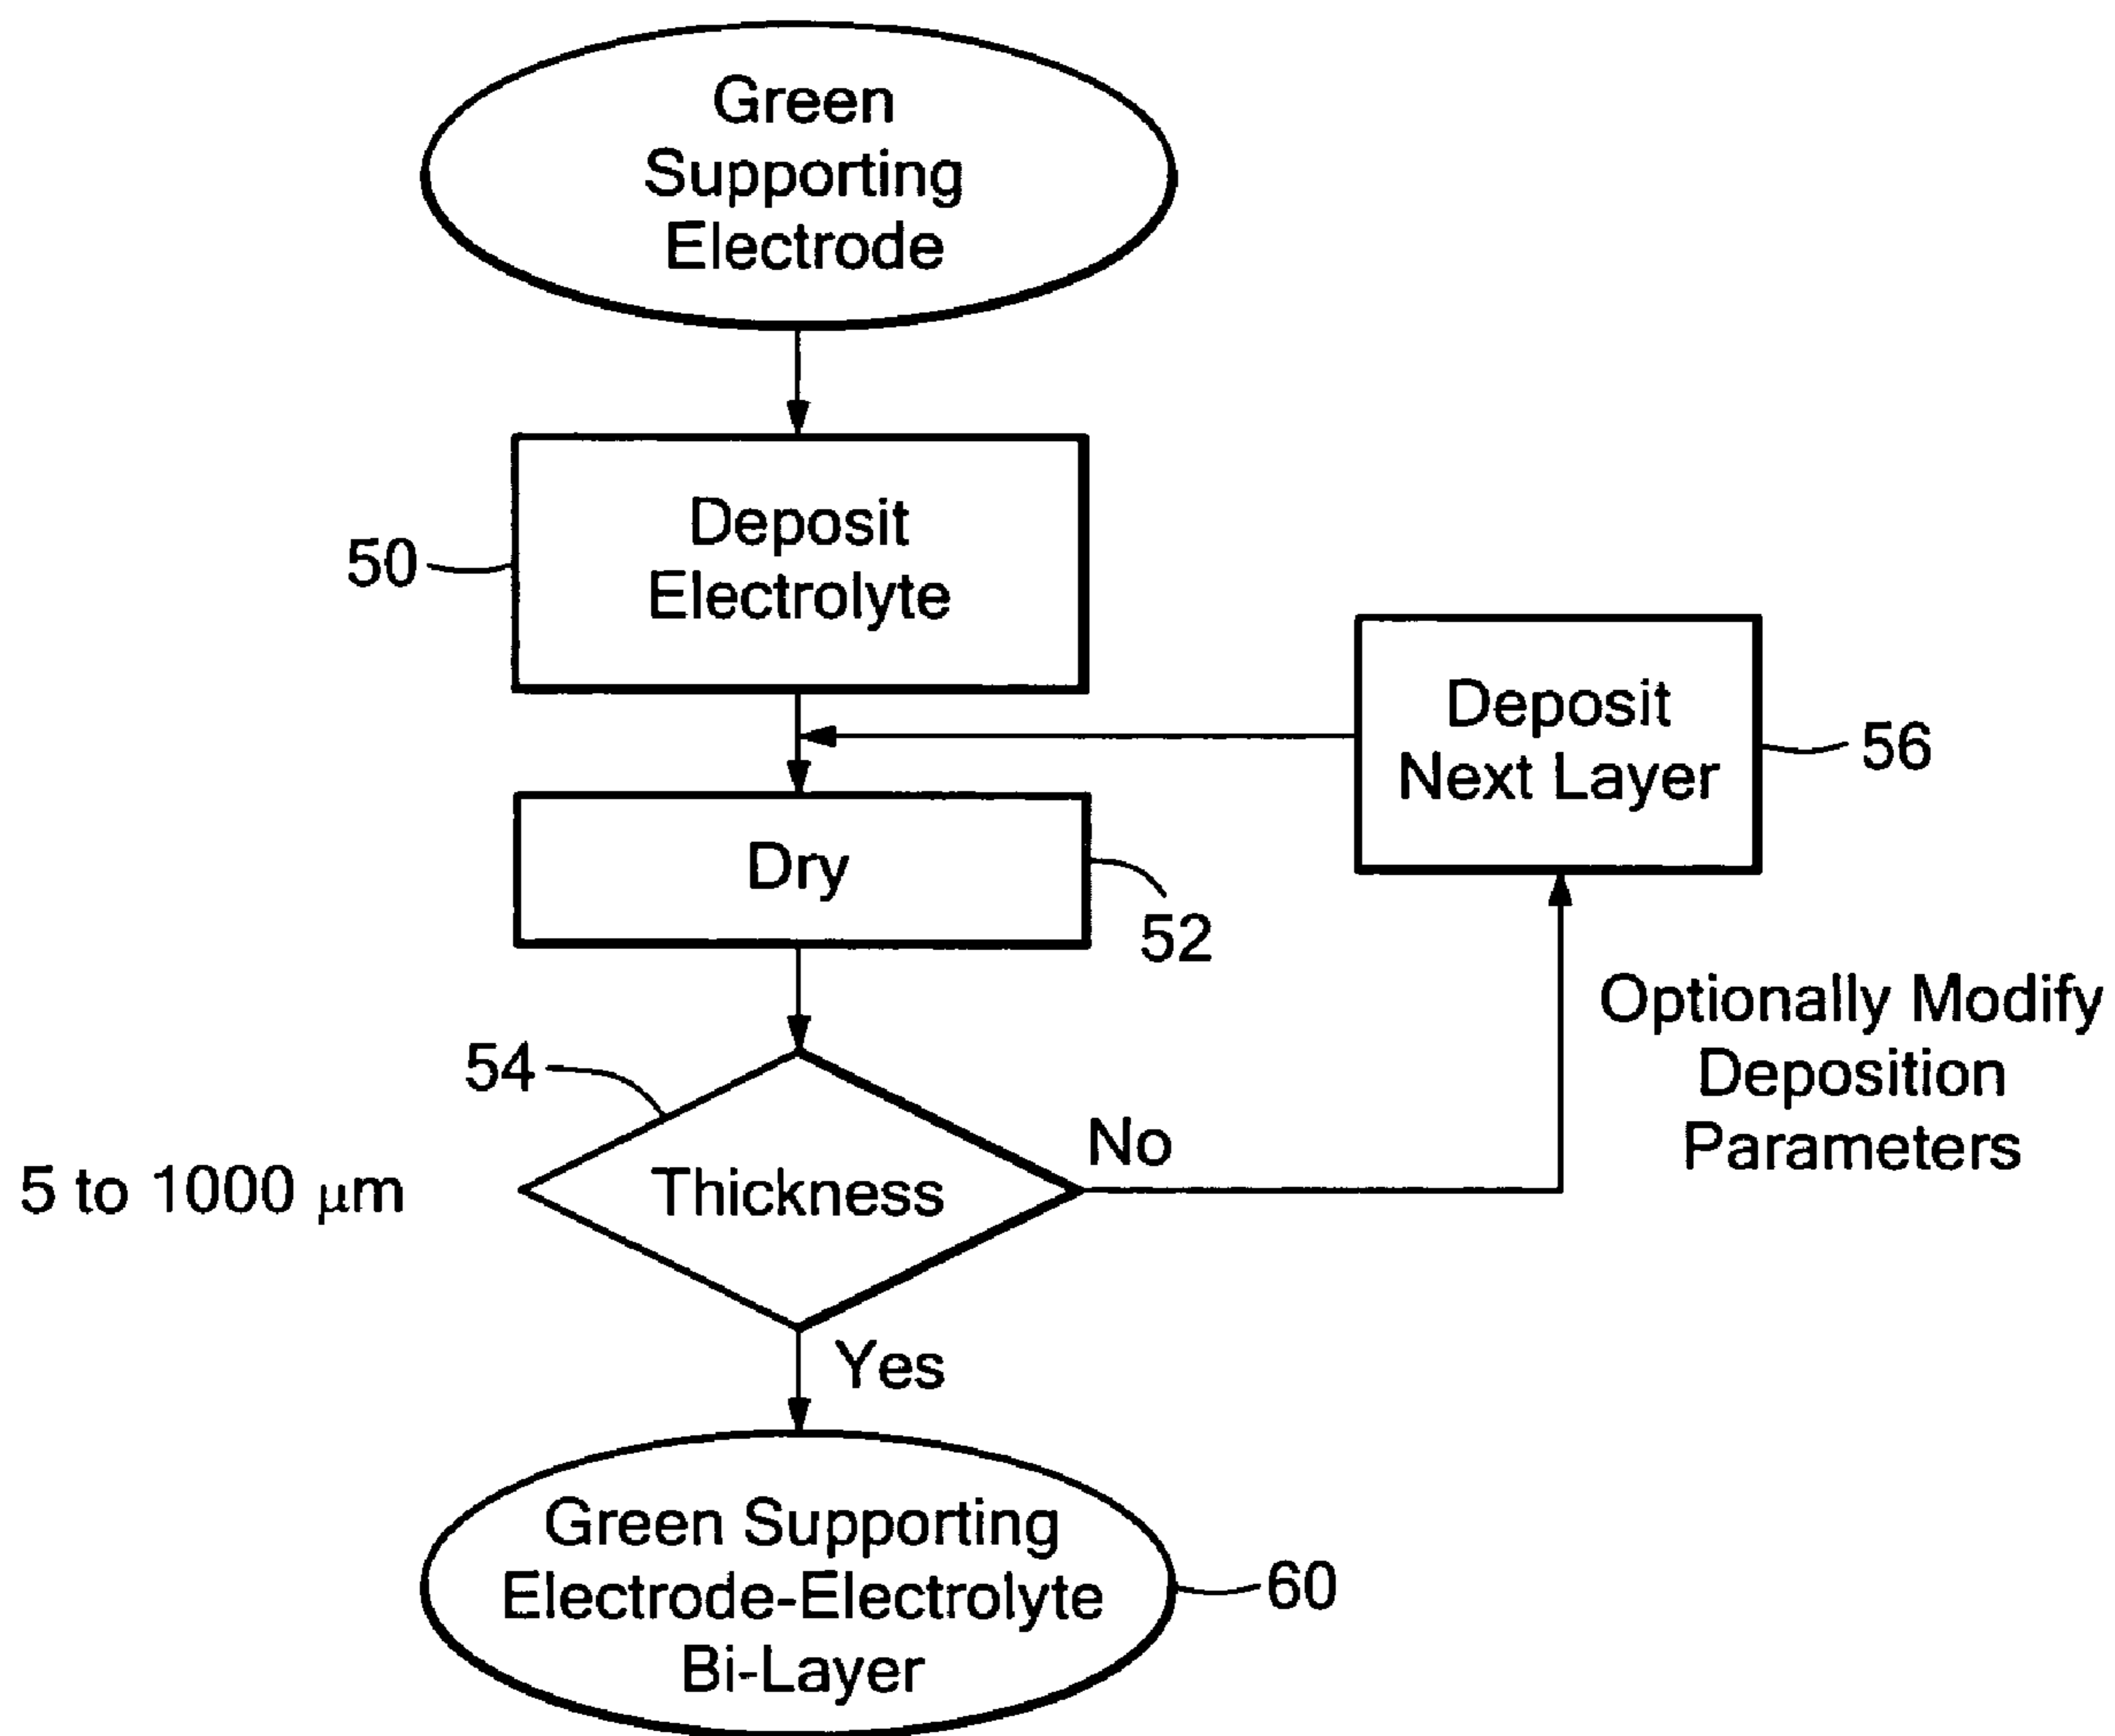 Green
Supporting
Electrode
Deposit
Electrolyte
50
Deposit
Next Layer
56
Dry
52
54
5 to 1000 μm
Thickness
No
Optionally Modify
Deposition
Parameters
Yes
Green Supporting
Electrode-Electrolyte
Bi-Layer
60